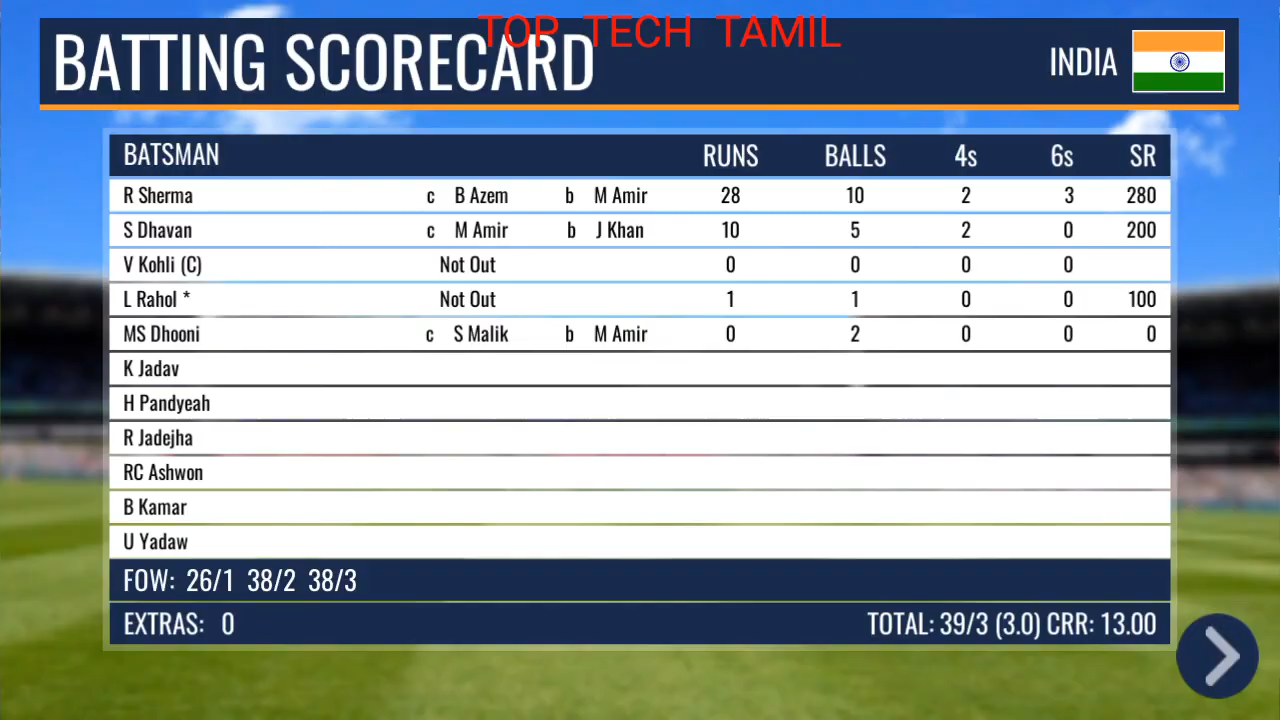 TOP TECH TAMIL
BATTING SCORECARD INDIA
BATSMAN RUNS BALLS 4s 6s SR
R Sherma c B Azem b M Amir 28 10 2 3 280
S Dhavan c M Amir b J Khan 10 5 2 0 200
V Kohli (C) Not Out 0 0 0 0
L Rahol * Not Out 1 1 0 0 100
MS Dhooni c S Malik b M Amir 0 2 0 0 0
K Jadav
H Pandyeah
R Jadejha
RC Ashwon
B Kamar
U Yadaw
FOW: 26/1 38/2 38/3
EXTRAS: 0 TOTAL: 39/3 (3.0) CRR: 13.00